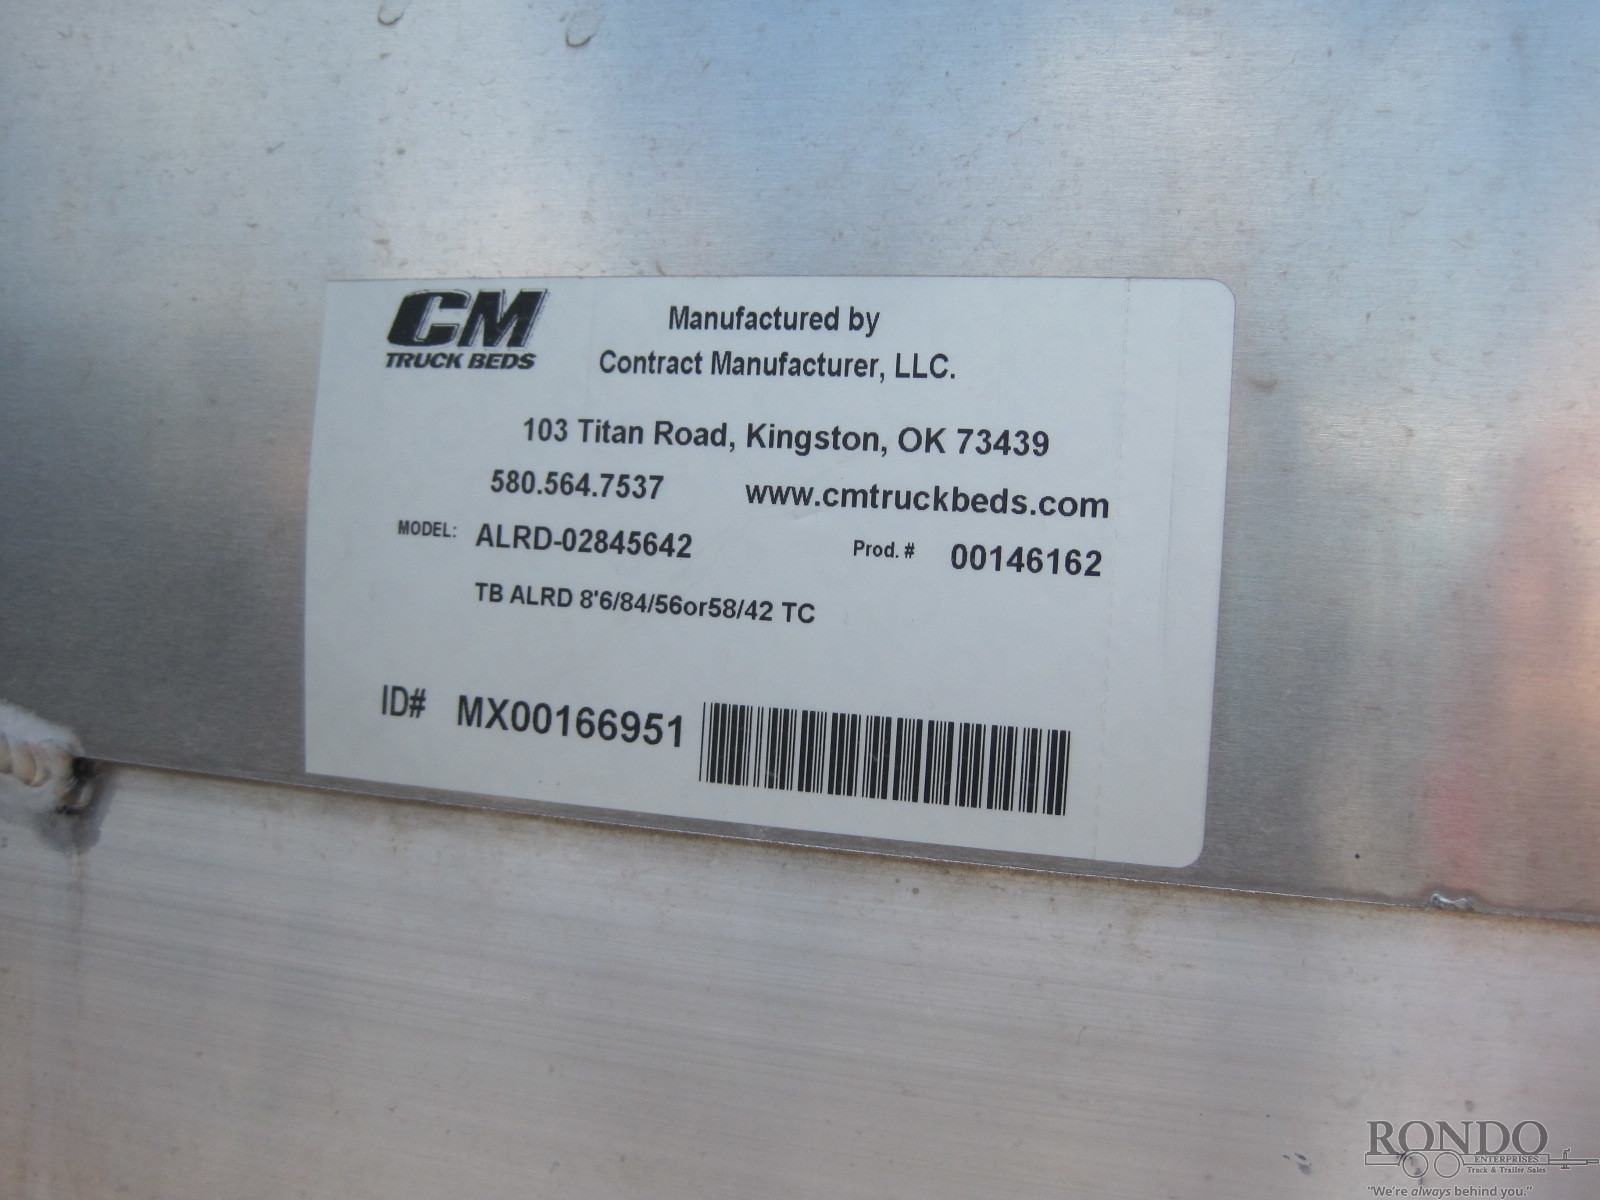 CM
TRUCK BEDS
Manufactured by
Contract Manufacturer, LLC.
103 Titan Road, Kingston, OK 73439
580.564.7537 www.cmtruckbeds.com
MODEL: ALRD-02845642 Prod. # 00146162
TB ALRD 8'6/84/56or58/42 TC
ID# MX00166951
RONDO
ENTERPRISES
Truck & Trailer Sales
"We're always behind you."